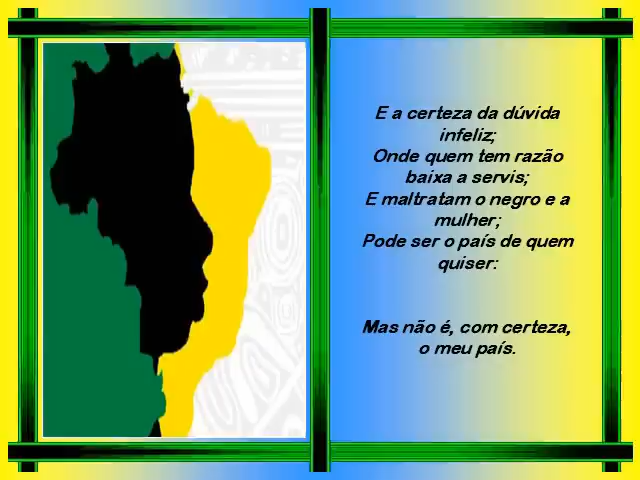 E a certeza da dúvida
infeliz;
Onde quem tem razão
baixa a servis;
E maltratam o negro e a
mulher;
Pode ser o país de quem
quiser:
Mas não é, com certeza,
o meu país.